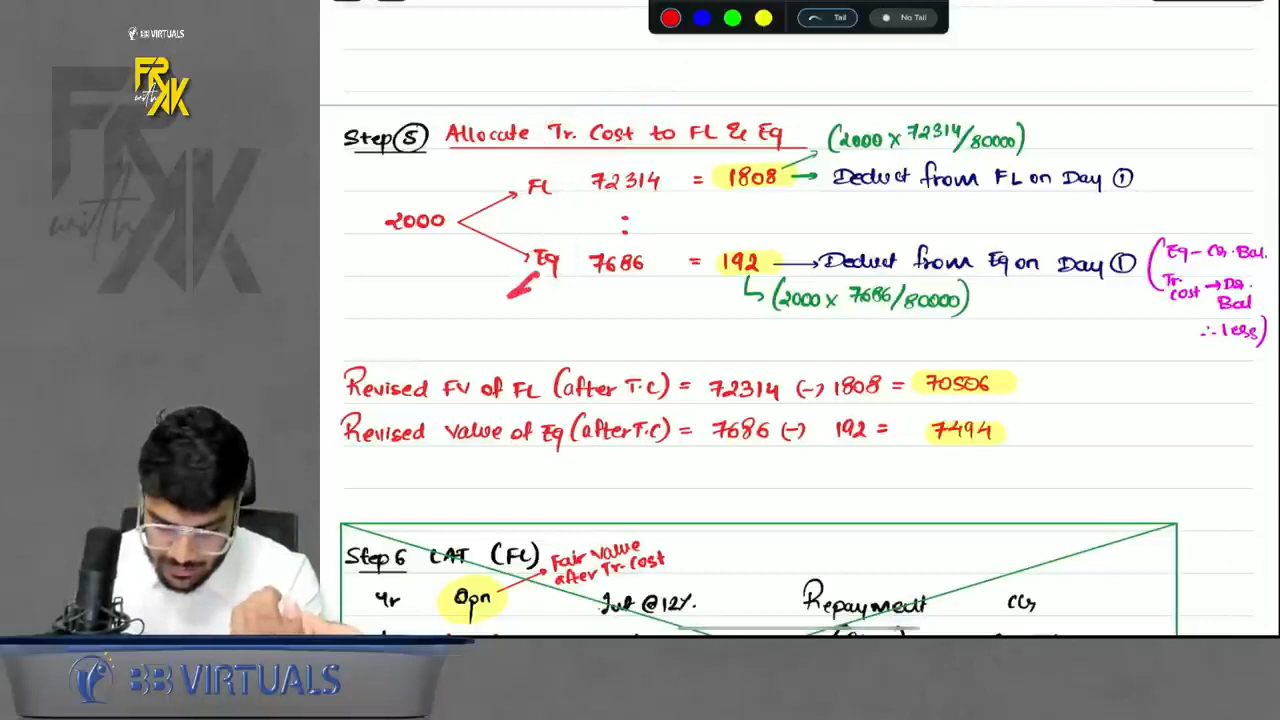 BB VIRTUALS
FR
with KK
Tail
No Tail
Step 5 Allocate Tr. Cost to FL & Eq
(2000 x 72314/80000)
FL 72314 = 1808 → Deduct from FL on Day 1
2000 :
Eq 7686 = 192 → Deduct from Eq on Day 1
(2000 x 7686/80000)
(Eq - Cr. Bal.
Tr. Cost → Dr. Bal
∴ less)
Revised FV of FL (after T.C) = 72314 (-) 1808 = 70506
Revised value of Eq (after T.C) = 7686 (-) 192 = 7494
Step 6 LAT (FL)
Fair value
after Tr. Cost
Yr Opn Int @ 12%. Repayment Clg
BB VIRTUALS